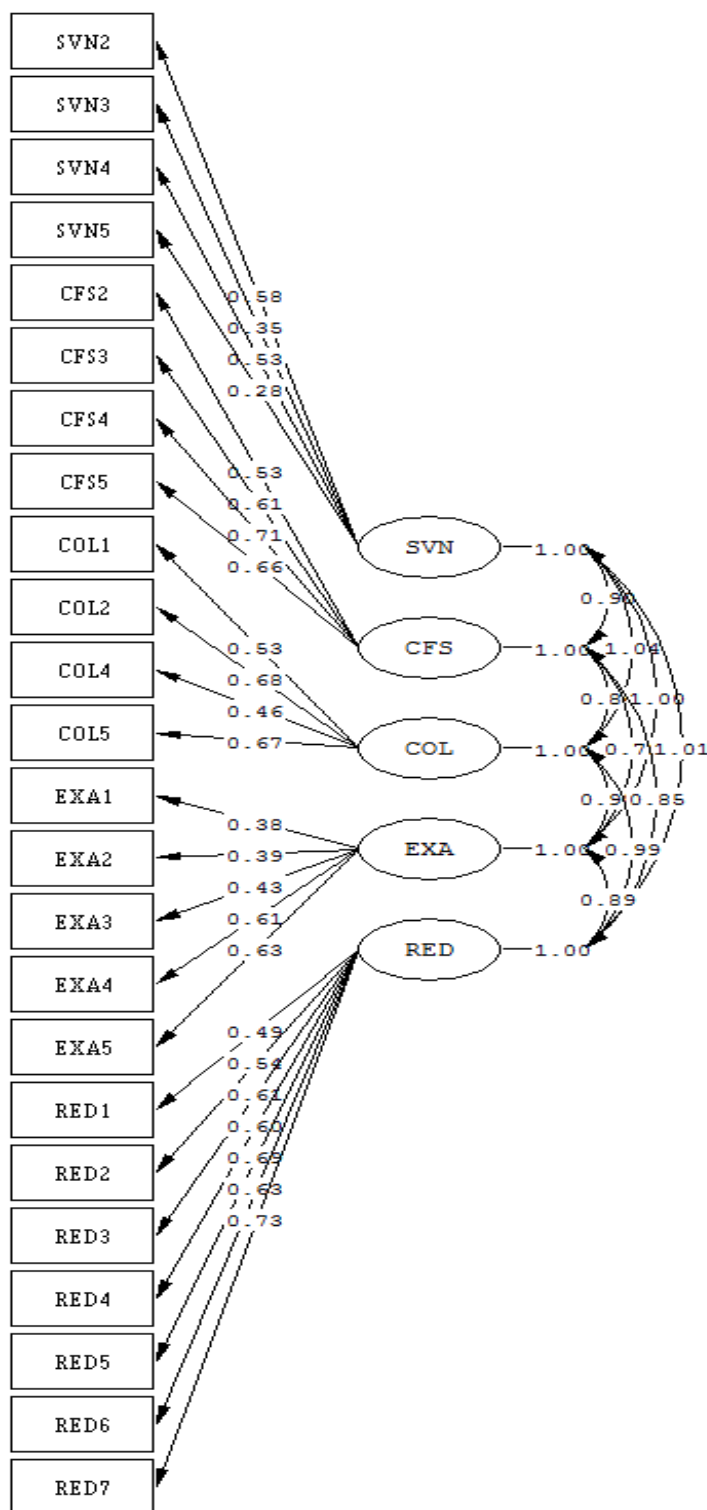 SVN2
SVN3
SVN4
SVN5
CFS2
CFS3
CFS4
CFS5
COL1
COL2
COL4
COL5
EXA1
EXA2
EXA3
EXA4
EXA5
RED1
RED2
RED3
RED4
RED5
RED6
RED7
0.58
0.35
0.53
0.28
0.53
0.61
0.71
0.66
0.53
0.68
0.46
0.67
0.38
0.39
0.43
0.61
0.63
0.49
0.54
0.61
0.60
0.69
0.63
0.73
SVN
CFS
COL
EXA
RED
1.00
1.00
1.00
1.00
1.00
0.90
1.04
1.00
1.01
0.85
0.99
0.89